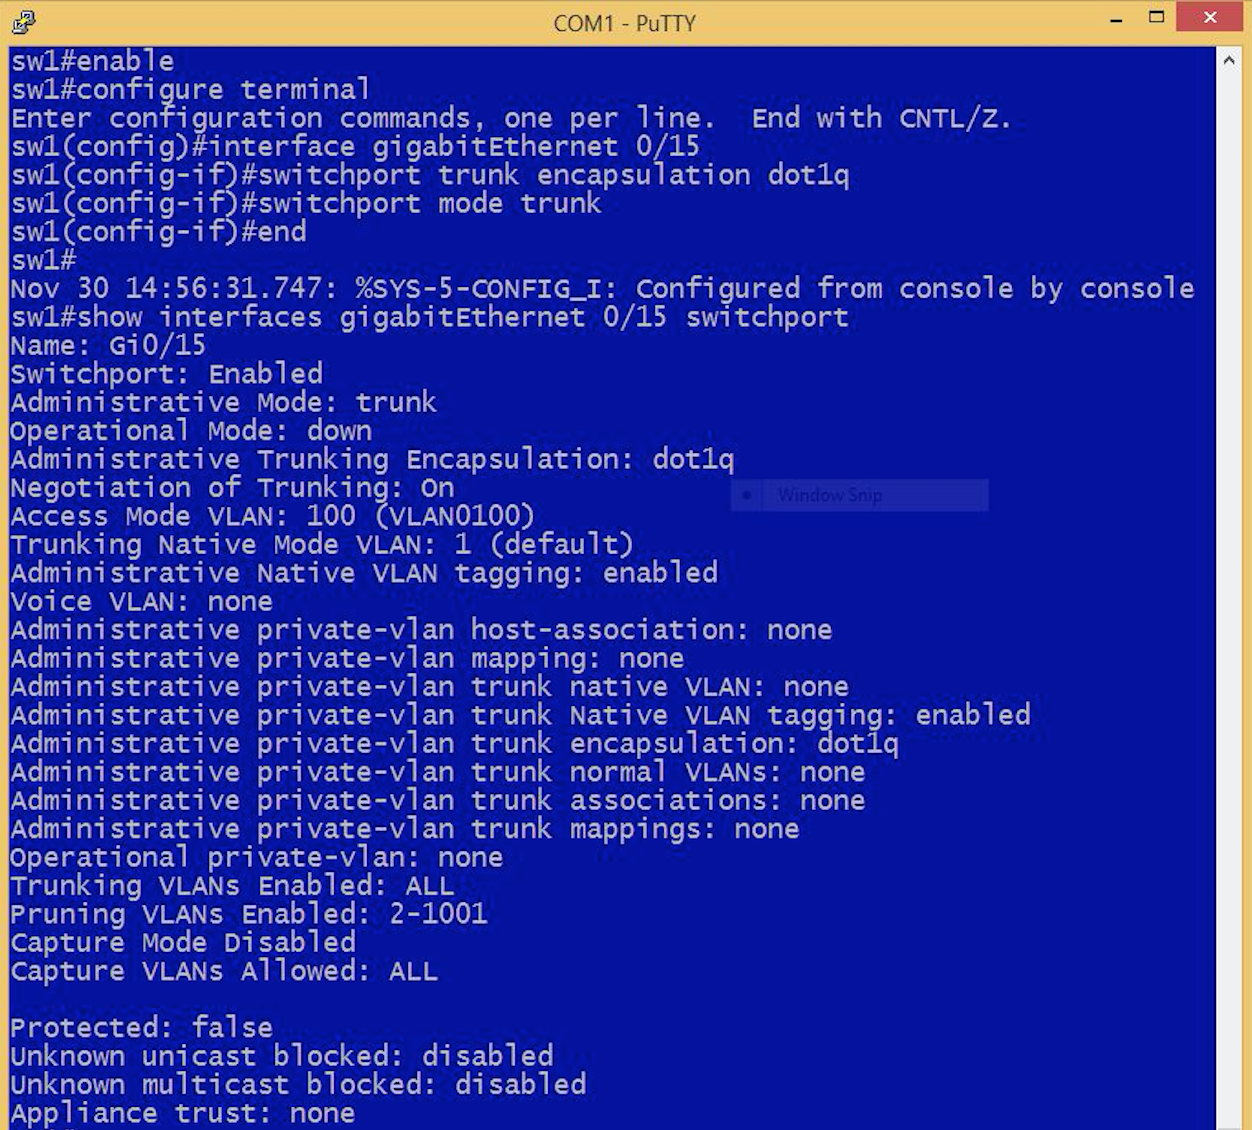 COM1 - PuTTY
sw1#enable
sw1#configure terminal
Enter configuration commands, one per line.  End with CNTL/Z.
sw1(config)#interface gigabitEthernet 0/15
sw1(config-if)#switchport trunk encapsulation dot1q
sw1(config-if)#switchport mode trunk
sw1(config-if)#end
sw1#
Nov 30 14:56:31.747: %SYS-5-CONFIG_I: Configured from console by console
sw1#show interfaces gigabitEthernet 0/15 switchport
Name: Gi0/15
Switchport: Enabled
Administrative Mode: trunk
Operational Mode: down
Administrative Trunking Encapsulation: dot1q
Window Snip
Negotiation of Trunking: On
Access Mode VLAN: 100 (VLAN0100)
Trunking Native Mode VLAN: 1 (default)
Administrative Native VLAN tagging: enabled
Voice VLAN: none
Administrative private-vlan host-association: none
Administrative private-vlan mapping: none
Administrative private-vlan trunk native VLAN: none
Administrative private-vlan trunk Native VLAN tagging: enabled
Administrative private-vlan trunk encapsulation: dot1q
Administrative private-vlan trunk normal VLANs: none
Administrative private-vlan trunk associations: none
Administrative private-vlan trunk mappings: none
Operational private-vlan: none
Trunking VLANs Enabled: ALL
Pruning VLANs Enabled: 2-1001
Capture Mode Disabled
Capture VLANs Allowed: ALL
Protected: false
Unknown unicast blocked: disabled
Unknown multicast blocked: disabled
Appliance trust: none